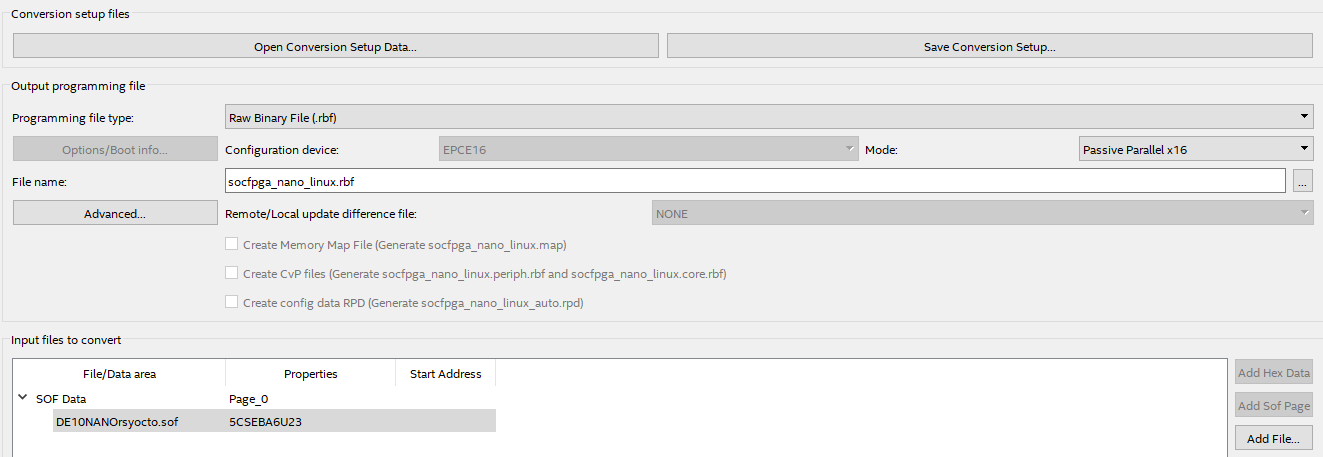 Conversion setup files
Open Conversion Setup Data... Save Conversion Setup...
Output programming file
Programming file type: Raw Binary File (.rbf)
Options/Boot info... Configuration device: EPCE16 Mode: Passive Parallel x16
File name: socfpga_nano_linux.rbf ...
Advanced... Remote/Local update difference file: NONE
Create Memory Map File (Generate socfpga_nano_linux.map)
Create CvP files (Generate socfpga_nano_linux.periph.rbf and socfpga_nano_linux.core.rbf)
Create config data RPD (Generate socfpga_nano_linux_auto.rpd)
Input files to convert
File/Data area Properties Start Address Add Hex Data
SOF Data Page_0 Add Sof Page
DE10NANOrsyocto.sof 5CSEBA6U23
Add File...